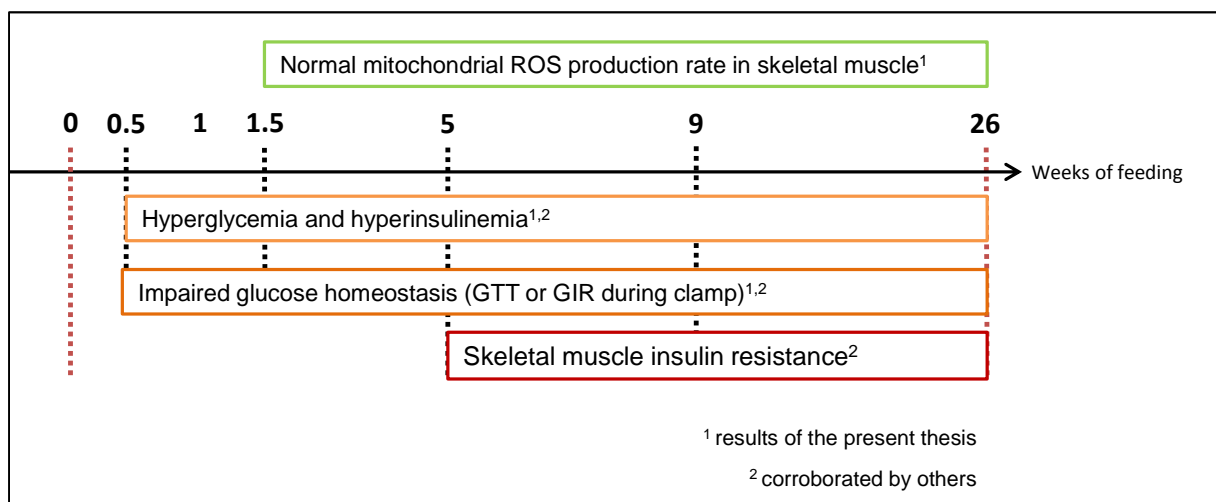 Normal mitochondrial ROS production rate in skeletal muscle¹
0 0.5 1 1.5 5 9 26
Weeks of feeding
Hyperglycemia and hyperinsulinemia¹,²
Impaired glucose homeostasis (GTT or GIR during clamp)¹,²
Skeletal muscle insulin resistance²
¹ results of the present thesis
² corroborated by others